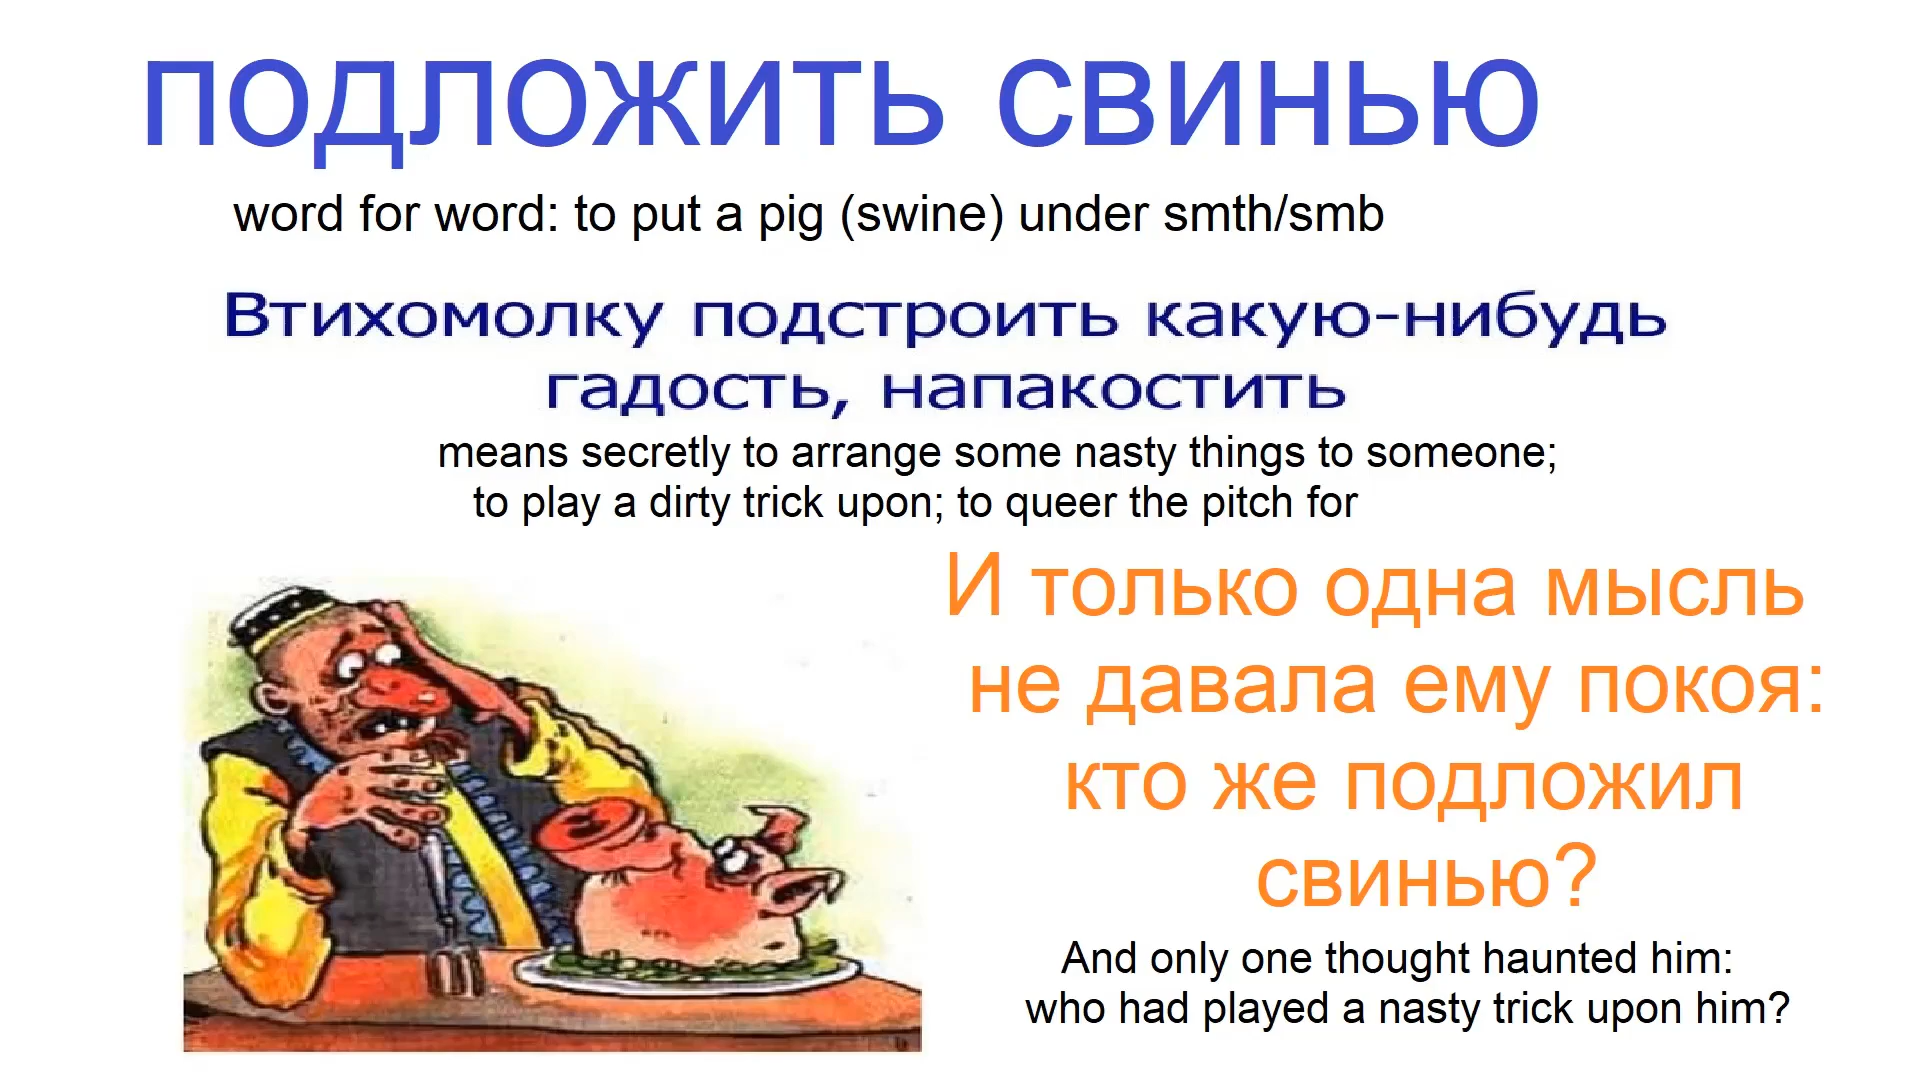 подложить свинью
word for word: to put a pig (swine) under smth/smb
Втихомолку подстроить какую-нибудь
гадость, напакостить
means secretly to arrange some nasty things to someone;
to play a dirty trick upon; to queer the pitch for
И только одна мысль
не давала ему покоя:
кто же подложил
свинью?
And only one thought haunted him:
who had played a nasty trick upon him?